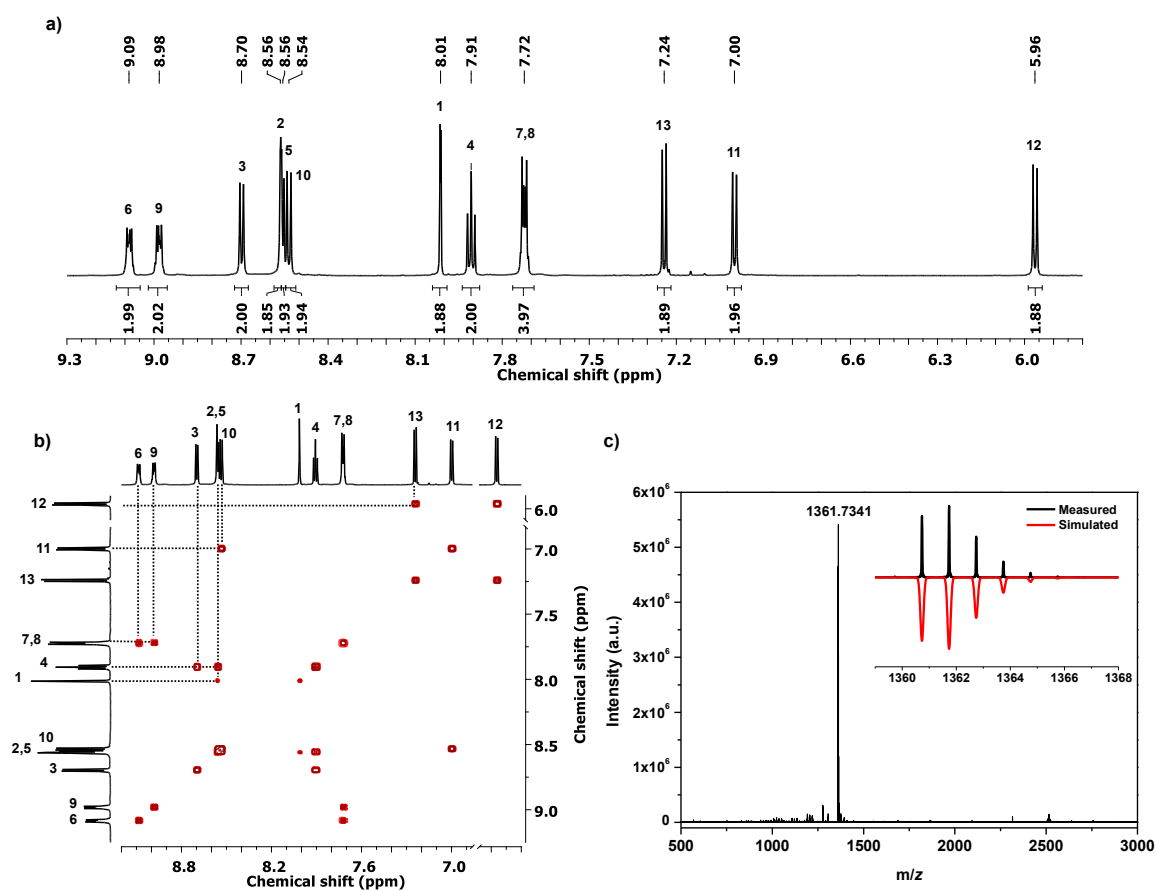 a)
9.09
8.98
8.70
8.56
8.56
8.54
8.01
7.91
7.72
7.24
7.00
5.96
6
9
3
2
5
10
1
4
7,8
13
11
12
1.99
2.02
2.00
1.85
1.93
1.94
1.88
2.00
3.97
1.89
1.96
1.88
9.3 9.0 8.7 8.4 8.1 7.8 7.5 7.2 6.9 6.6 6.3 6.0
Chemical shift (ppm)
b)
6 9 3 2,5 10 1 4 7,8 13 11 12
12
11
13
7,8
4
1
10
2,5
3
9
6
6.0
7.0
7.5
8.0
8.5
9.0
Chemical shift (ppm)
8.8 8.2 7.6 7.0
Chemical shift (ppm)
c)
6x10⁶
5x10⁶
4x10⁶
3x10⁶
2x10⁶
1x10⁶
0
Intensity (a.u.)
1361.7341
Measured
Simulated
1360 1362 1364 1366 1368
500 1000 1500 2000 2500 3000
m/z